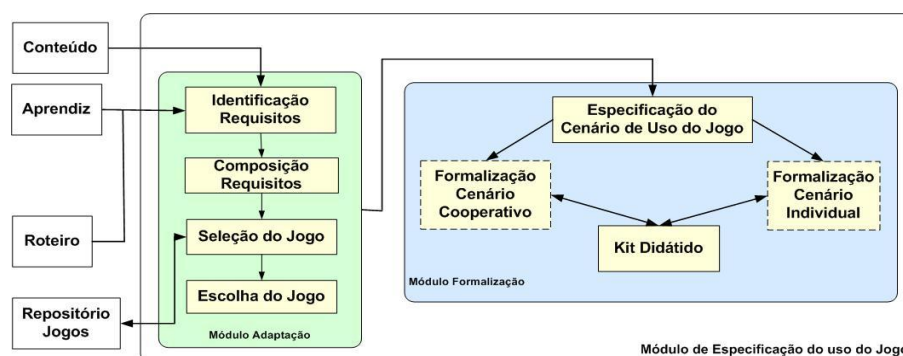 Conteúdo
Aprendiz
Roteiro
Repositório
Jogos
Identificação
Requisitos
Composição
Requisitos
Seleção do Jogo
Escolha do Jogo
Módulo Adaptação
Especificação do
Cenário de Uso do Jogo
Formalização
Cenário
Cooperativo
Formalização
Cenário
Individual
Kit Didátido
Módulo Formalização
Módulo de Especificação do uso do Jogo